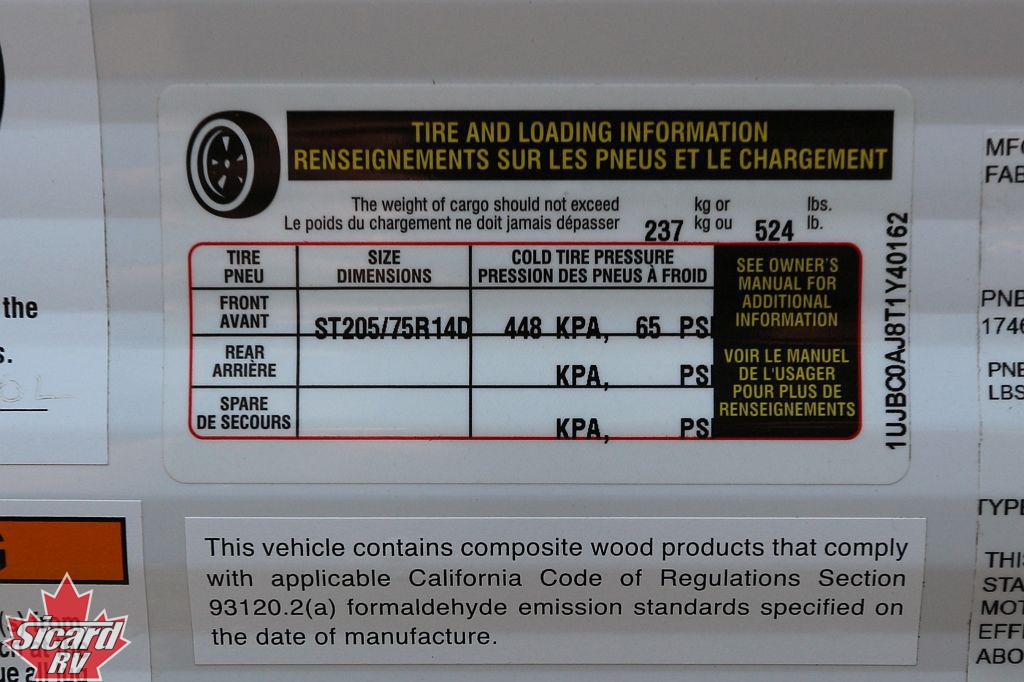 TIRE AND LOADING INFORMATION
RENSEIGNEMENTS SUR LES PNEUS ET LE CHARGEMENT
The weight of cargo should not exceed kg or lbs.
Le poids du chargement ne doit jamais dépasser 237 kg ou 524 lb.
TIRE SIZE COLD TIRE PRESSURE
PNEU DIMENSIONS PRESSION DES PNEUS À FROID
FRONT
AVANT ST205/75R14D 448 KPA, 65 PSI
REAR
ARRIÈRE KPA, PSI
SPARE
DE SECOURS KPA, PSI
SEE OWNER'S
MANUAL FOR
ADDITIONAL
INFORMATION
VOIR LE MANUEL
DE L'USAGER
POUR PLUS DE
RENSEIGNEMENTS
1UJBC0AJ8T1Y40162
This vehicle contains composite wood products that comply
with applicable California Code of Regulations Section
93120.2(a) formaldehyde emission standards specified on
the date of manufacture.
the
Sicard
RV
LBS